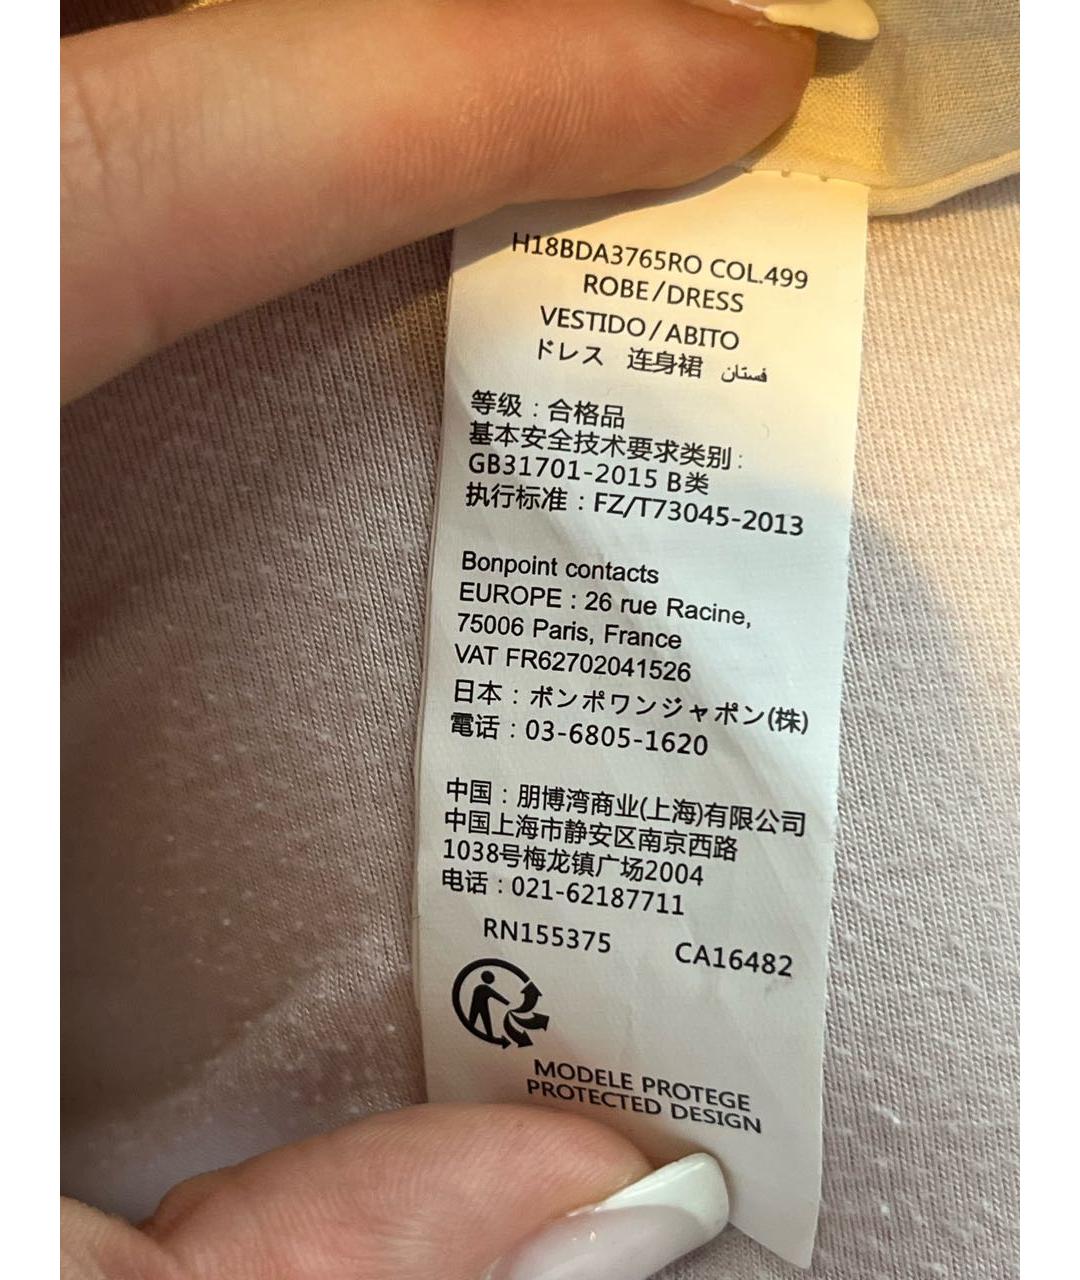 H18BDA3765RO COL.499
ROBE/DRESS
VESTIDO/ABITO
ドレス 连身裙 فستان
等级：合格品
基本安全技术要求类别：
GB31701-2015 B类
执行标准：FZ/T73045-2013
Bonpoint contacts
EUROPE : 26 rue Racine,
75006 Paris, France
VAT FR62702041526
日本：ボンポワンジャポン(株)
電話：03-6805-1620
中国：朋博湾商业(上海)有限公司
中国上海市静安区南京西路
1038号梅龙镇广场2004
电话：021-62187711
RN155375 CA16482
MODELE PROTEGE
PROTECTED DESIGN